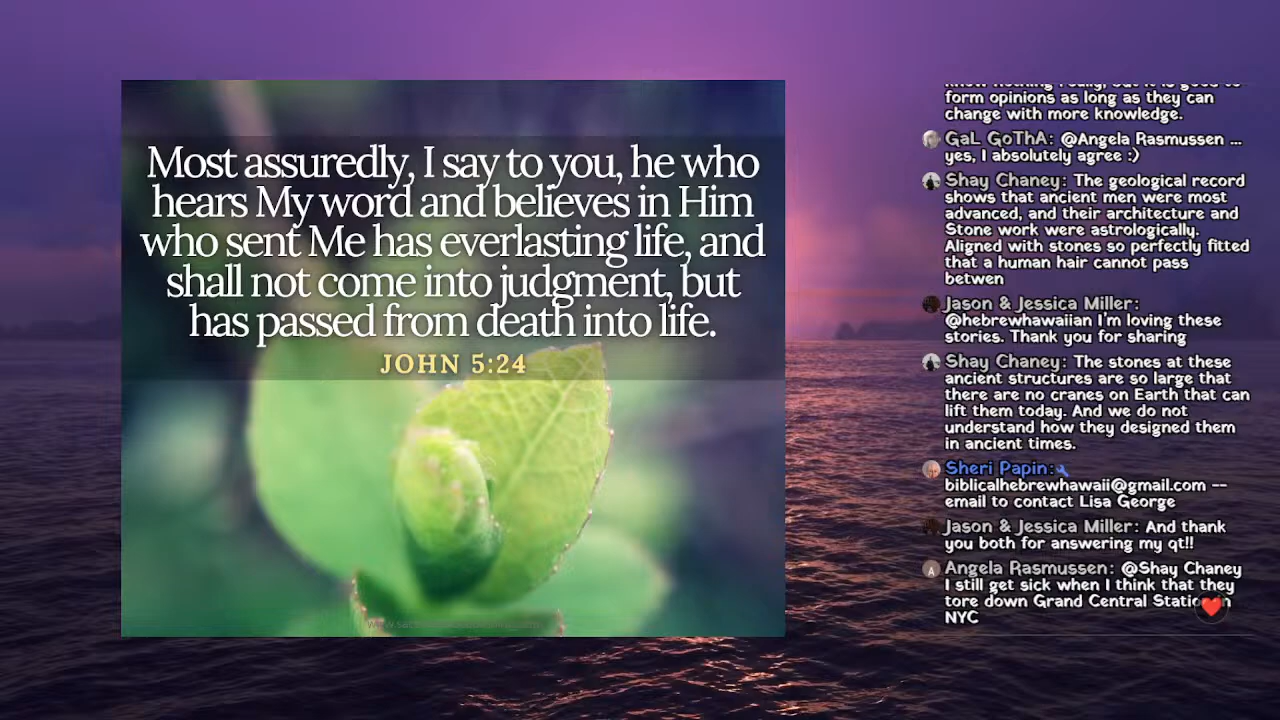 Most assuredly, I say to you, he who
hears My word and believes in Him
who sent Me has everlasting life, and
shall not come into judgment, but
has passed from death into life.
JOHN 5:24
form opinions as long as they can
change with more knowledge.
GaL GoThA: @Angela Rasmussen ...
yes, I absolutely agree :)
Shay Chaney: The geological record
shows that ancient men were most
advanced, and their architecture and
Stone work were astrologically.
Aligned with stones so perfectly fitted
that a human hair cannot pass
betwen
Jason & Jessica Miller:
@hebrewhawaiian I'm loving these
stories. Thank you for sharing
Shay Chaney: The stones at these
ancient structures are so large that
there are no cranes on Earth that can
lift them today. And we do not
understand how they designed them
in ancient times.
Sheri Papin:
biblicalhebrewhawaii@gmail.com --
email to contact Lisa George
Jason & Jessica Miller: And thank
you both for answering my qt!!
A Angela Rasmussen: @Shay Chaney
I still get sick when I think that they
tore down Grand Central
NYC